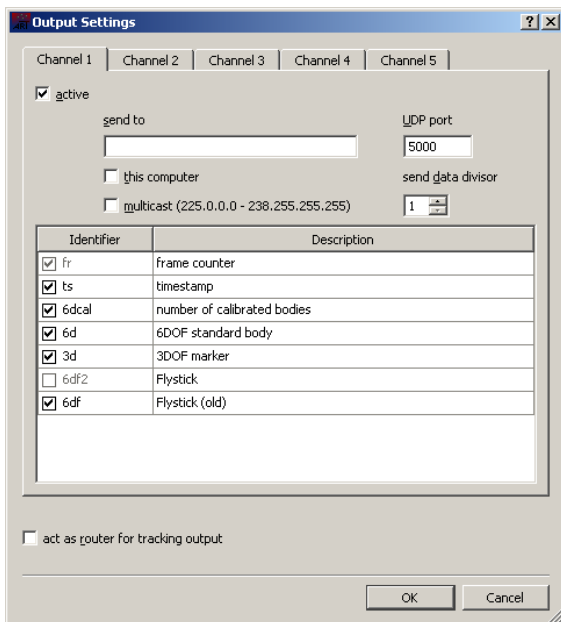 Output Settings
Channel 1 Channel 2 Channel 3 Channel 4 Channel 5
active
send to UDP port
5000
this computer send data divisor
multicast (225.0.0.0 - 238.255.255.255) 1
Identifier Description
fr frame counter
ts timestamp
6dcal number of calibrated bodies
6d 6DOF standard body
3d 3DOF marker
6df2 Flystick
6df Flystick (old)
act as router for tracking output
OK Cancel